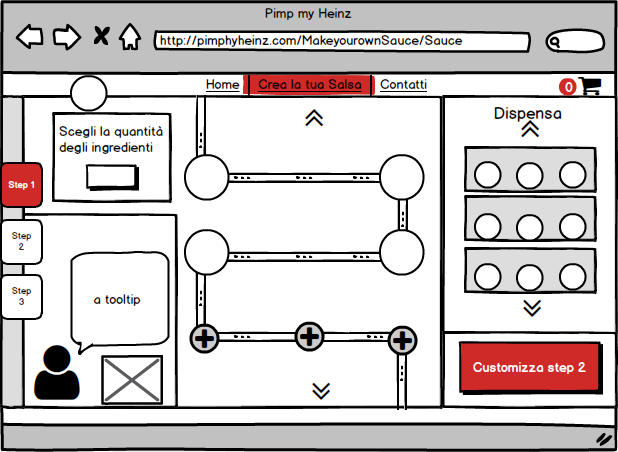 Pimp my Heinz
http://pimphyheinz.com/MakeyourownSauce/Sauce
Home Crea la tua Salsa Contatti
0
Scegli la quantità
degli ingredienti
Dispensa
Step 1
Step
2
Step
3
a tooltip
Customizza step 2